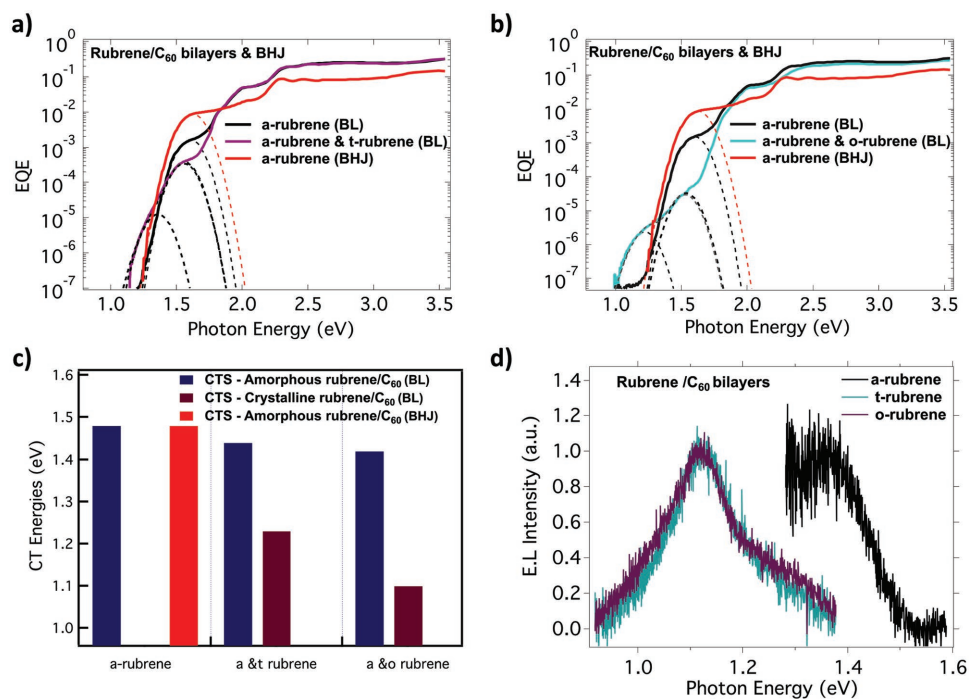 a)
Rubrene/C60 bilayers & BHJ
10^0
10^-1
10^-2
10^-3
10^-4
10^-5
10^-6
10^-7
EQE
a-rubrene (BL)
a-rubrene & t-rubrene (BL)
a-rubrene (BHJ)
1.0 1.5 2.0 2.5 3.0 3.5
Photon Energy (eV)
b)
Rubrene/C60 bilayers & BHJ
10^0
10^-1
10^-2
10^-3
10^-4
10^-5
10^-6
10^-7
EQE
a-rubrene (BL)
a-rubrene & o-rubrene (BL)
a-rubrene (BHJ)
1.0 1.5 2.0 2.5 3.0 3.5
Photon Energy (eV)
c)
CTS - Amorphous rubrene/C60 (BL)
CTS - Crystalline rubrene/C60 (BL)
CTS - Amorphous rubrene/C60 (BHJ)
1.6
1.5
1.4
1.3
1.2
1.1
1.0
CT Energies (eV)
a-rubrene a &t rubrene a &o rubrene
d)
Rubrene /C60 bilayers
a-rubrene
t-rubrene
o-rubrene
1.4
1.2
1.0
0.8
0.6
0.4
0.2
0.0
E.L Intensity (a.u.)
1.0 1.2 1.4 1.6
Photon Energy (eV)